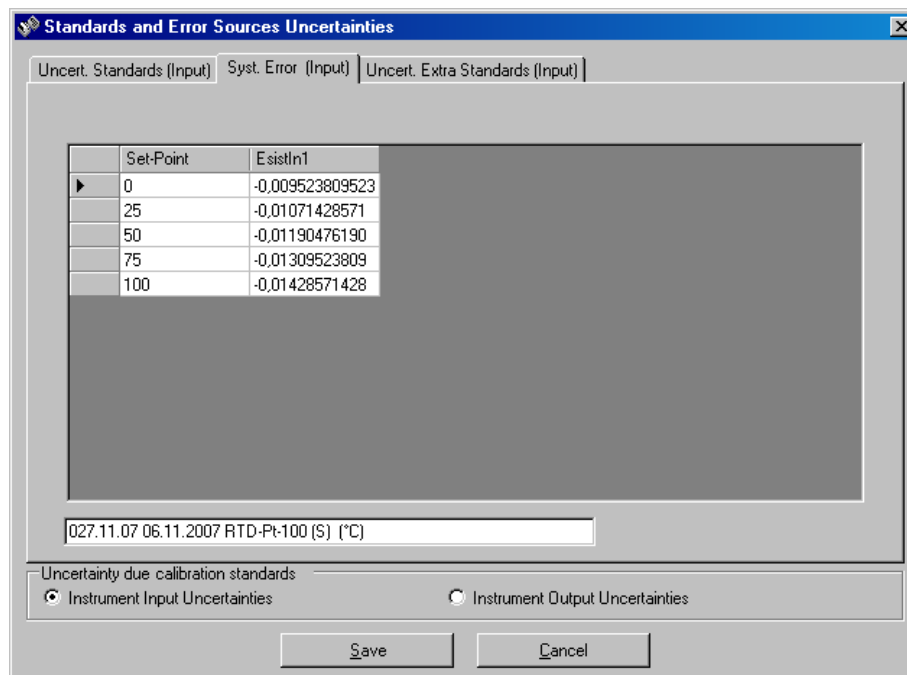 Standards and Error Sources Uncertainties
Uncert. Standards (Input) Syst. Error (Input) Uncert. Extra Standards (Input)
Set-Point EsistIn1
0 -0,009523809523
25 -0,01071428571
50 -0,01190476190
75 -0,01309523809
100 -0,01428571428
027.11.07 06.11.2007 RTD-Pt-100 (S) (°C)
Uncertainty due calibration standards
Instrument Input Uncertainties Instrument Output Uncertainties
Save Cancel